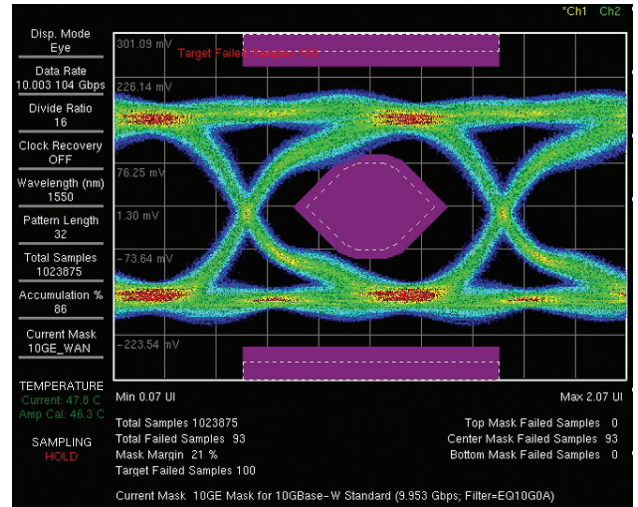 *Ch1 Ch2
Disp. Mode
Eye
Data Rate
10.003 104 Gbps
Divide Ratio
16
Clock Recovery
OFF
Wavelength (nm)
1550
Pattern Length
32
Total Samples
1023875
Accumulation %
86
Current Mask
10GE_WAN
TEMPERATURE
Current: 47.8 C
Amp Cal: 46.3 C
SAMPLING
HOLD
301.09 mV
Target Failed Samples 100
226.14 mV
76.25 mV
1.30 mV
-73.64 mV
-223.54 mV
Min 0.07 UI
Max 2.07 UI
Total Samples 1023875
Total Failed Samples 93
Mask Margin 21 %
Target Failed Samples 100
Top Mask Failed Samples 0
Center Mask Failed Samples 93
Bottom Mask Failed Samples 0
Current Mask 10GE Mask for 10GBase-W Standard (9.953 Gbps; Filter=EQ10G0A)